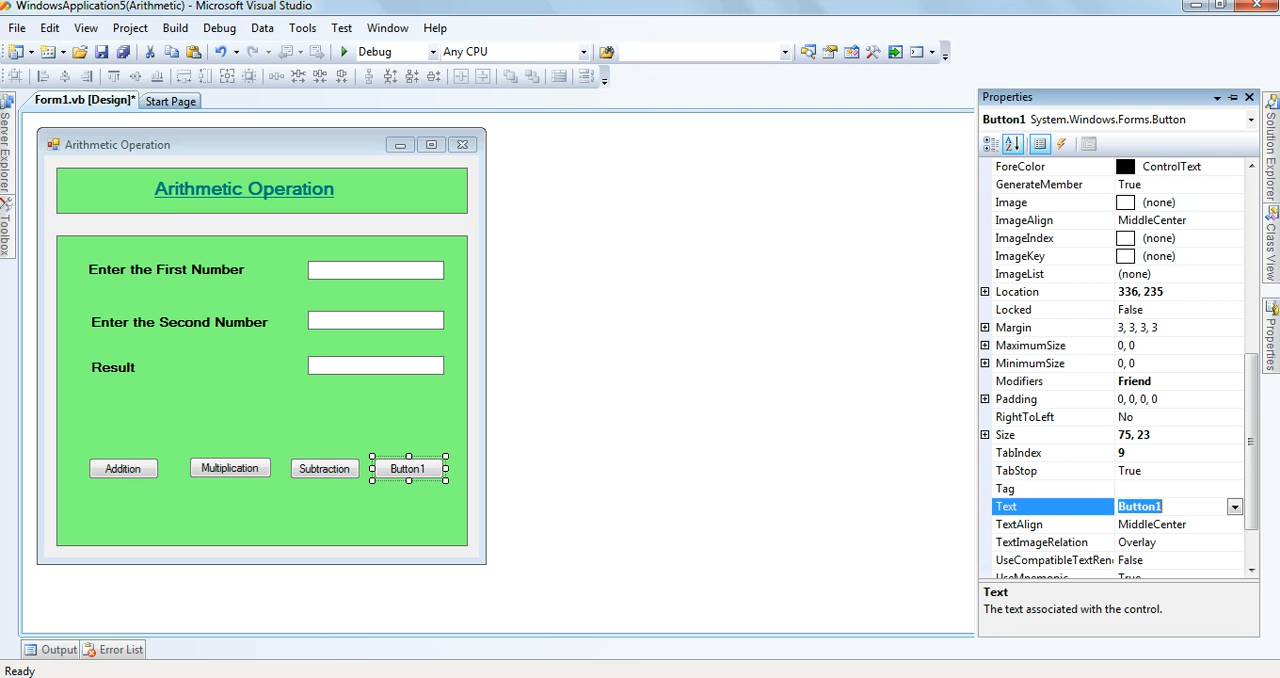 WindowsApplication5(Arithmetic) - Microsoft Visual Studio
File Edit View Project Build Debug Data Tools Test Window Help
Debug Any CPU
Form1.vb [Design]* Start Page
Server Explorer
Toolbox
Arithmetic Operation
Arithmetic Operation
Enter the First Number
Enter the Second Number
Result
Addition Multiplication Subtraction Button1
Properties
Button1 System.Windows.Forms.Button
ForeColor ControlText
GenerateMember True
Image (none)
ImageAlign MiddleCenter
ImageIndex (none)
ImageKey (none)
ImageList (none)
Location 336, 235
Locked False
Margin 3, 3, 3, 3
MaximumSize 0, 0
MinimumSize 0, 0
Modifiers Friend
Padding 0, 0, 0, 0
RightToLeft No
Size 75, 23
TabIndex 9
TabStop True
Tag
Text Button1
TextAlign MiddleCenter
TextImageRelation Overlay
UseCompatibleTextRen False
UseMnemonic True
Text
The text associated with the control.
Solution Explorer
Class View
Properties
Output Error List
Ready